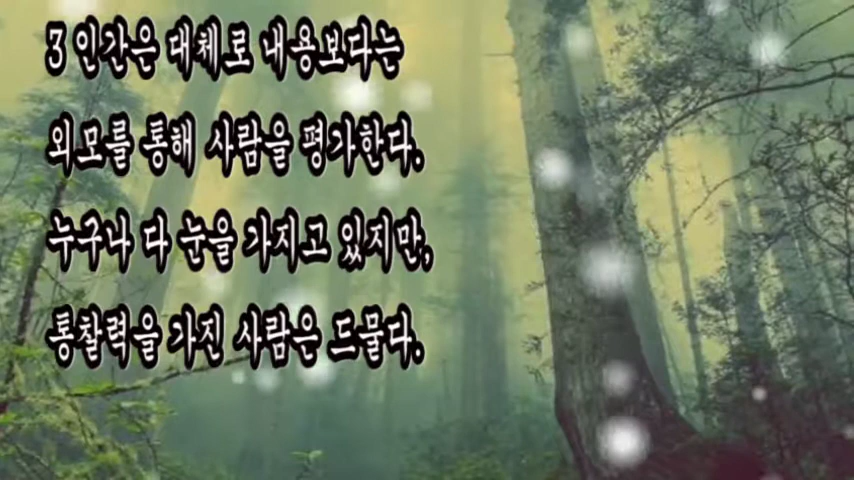 3 인간은 대체로 내용보다는
외모를 통해 사람을 평가한다.
누구나 다 눈을 가지고 있지만,
통찰력을 가진 사람은 드물다.